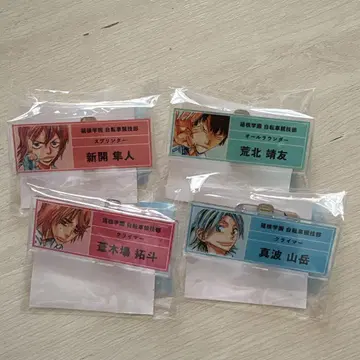 箱根学園 自転車競技部
スプリンター
新開 隼人
箱根学園 自転車競技部
オールラウンダー
荒北 靖友
箱根学園 自転車競技部
クライマー
葦木場 拓斗
箱根学園 自転車競技部
クライマー
真波 山岳